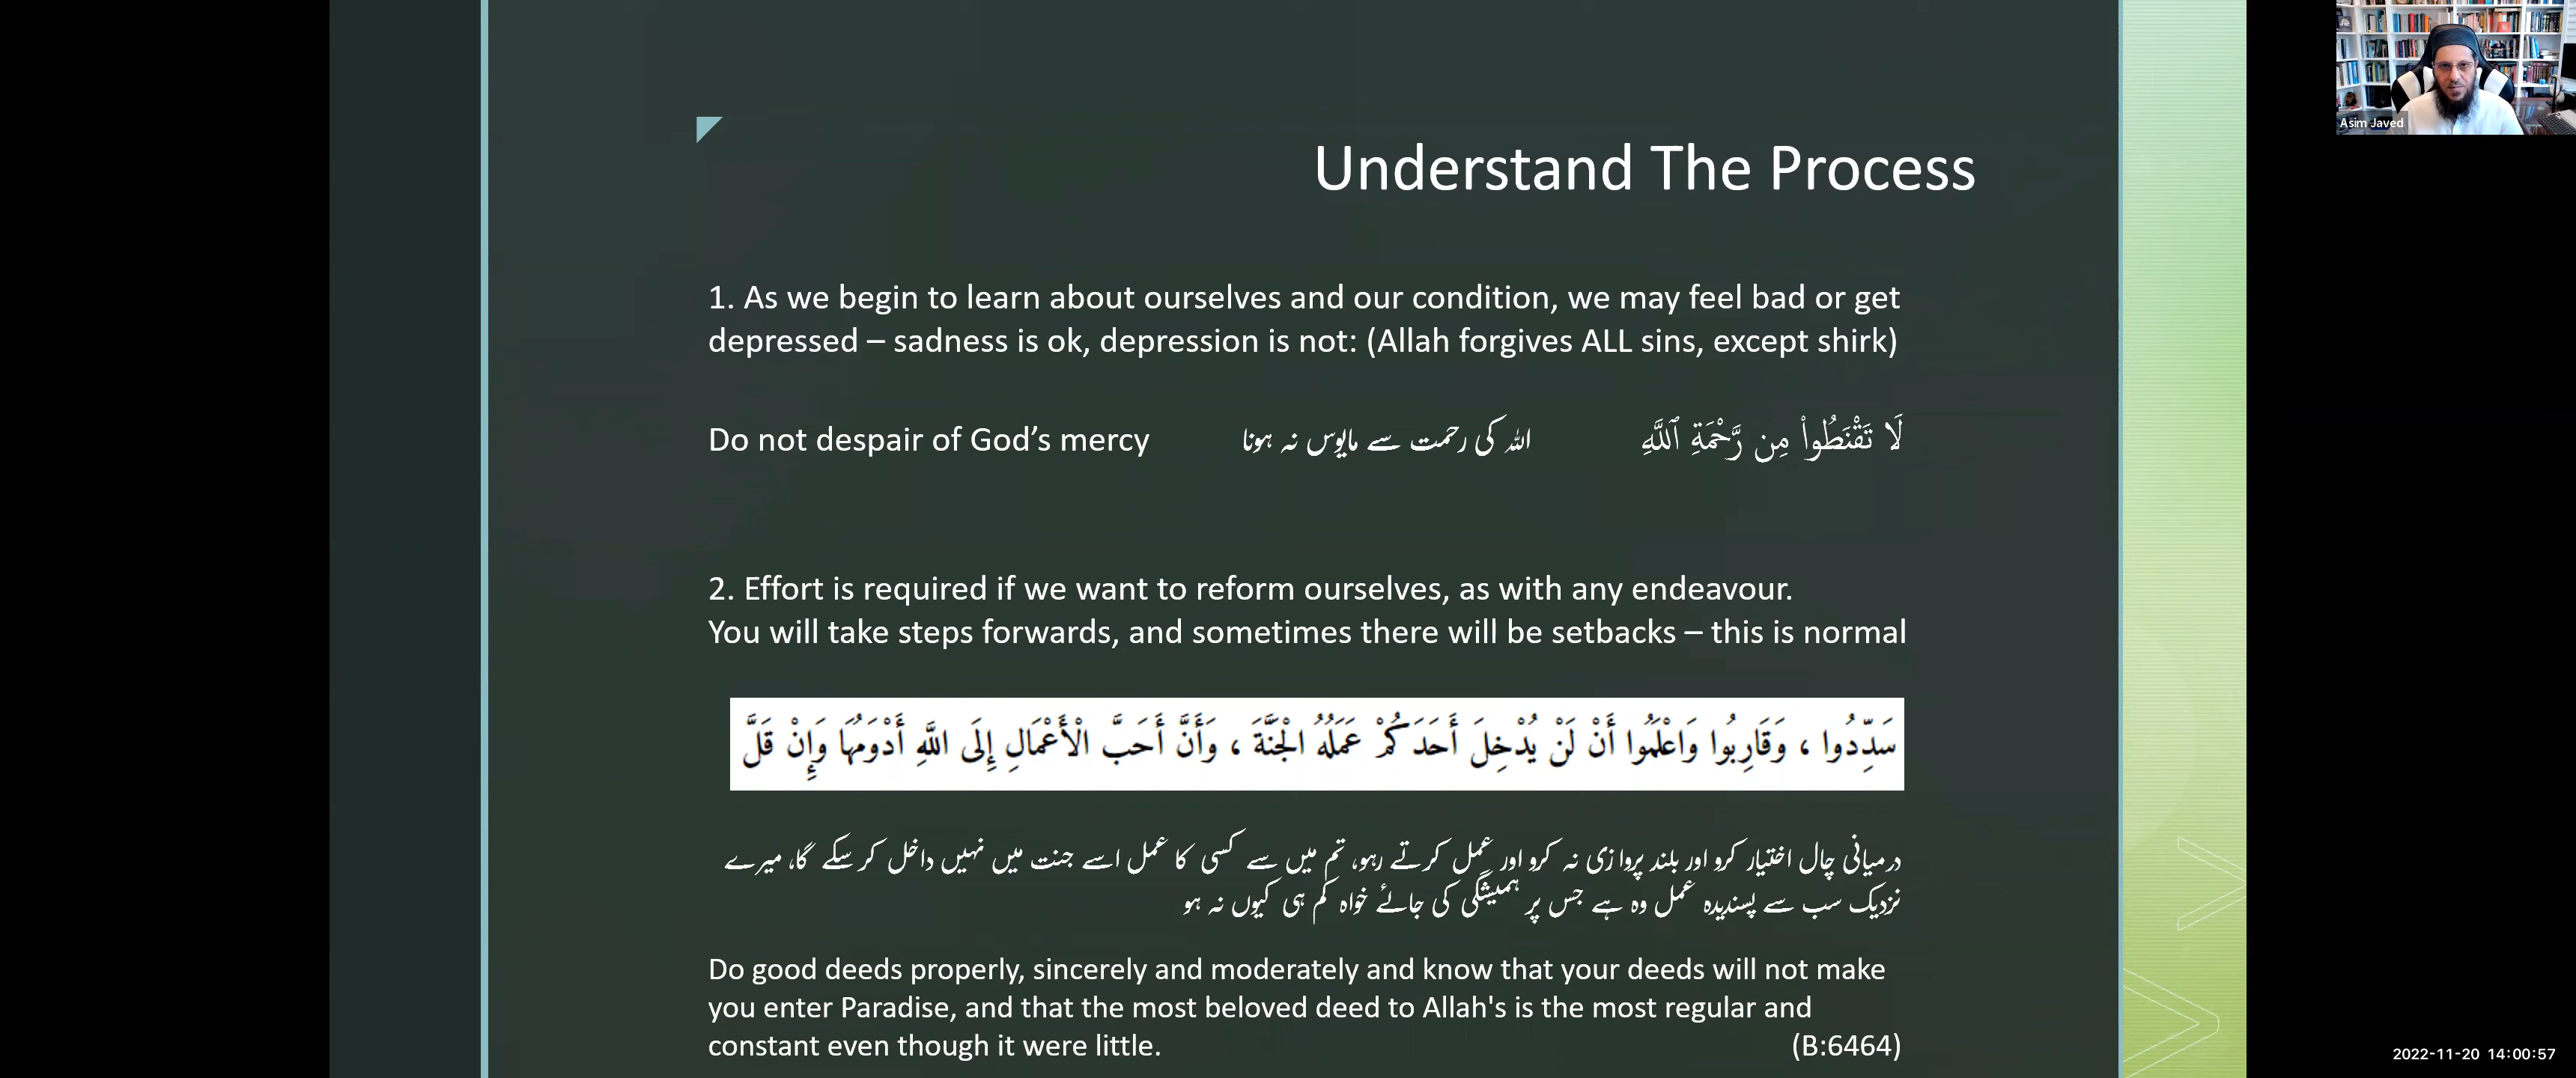 Understand The Process
1. As we begin to learn about ourselves and our condition, we may feel bad or get
depressed – sadness is ok, depression is not: (Allah forgives ALL sins, except shirk)
Do not despair of God’s mercy اللہ کی رحمت سے مایوس نہ ہونا لَا تَقْنَطُوا۟ مِن رَّحْمَةِ ٱللَّهِ
2. Effort is required if we want to reform ourselves, as with any endeavour.
You will take steps forwards, and sometimes there will be setbacks – this is normal
سَدِّدُوا ، وَقَارِبُوا وَاعْلَمُوا أَنْ لَنْ يُدْخِلَ أَحَدَكُمْ عَمَلُهُ الْجَنَّةَ ، وَأَنَّ أَحَبَّ الْأَعْمَالِ إِلَى اللَّهِ أَدْوَمُهَا وَإِنْ قَلَّ
درمیانی چال اختیار کرو اور بلند پروازی نہ کرو اور عمل کرتے رہو، تم میں سے کسی کا عمل اسے جنت میں نہیں داخل کر سکے گا، میرے
نزدیک سب سے پسندیدہ عمل وہ ہے جس پر ہمیشگی کی جائے خواہ کم ہی کیوں نہ ہو
Do good deeds properly, sincerely and moderately and know that your deeds will not make
you enter Paradise, and that the most beloved deed to Allah's is the most regular and
constant even though it were little. (B:6464)
Asim Javed
2022-11-20 14:00:57